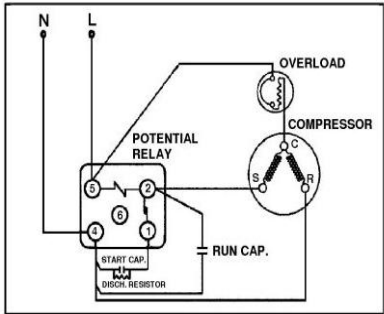 N L
OVERLOAD
COMPRESSOR
POTENTIAL
RELAY
C
S R
5 2
6
4 1
START CAP.
DISCH. RESISTOR
RUN CAP.